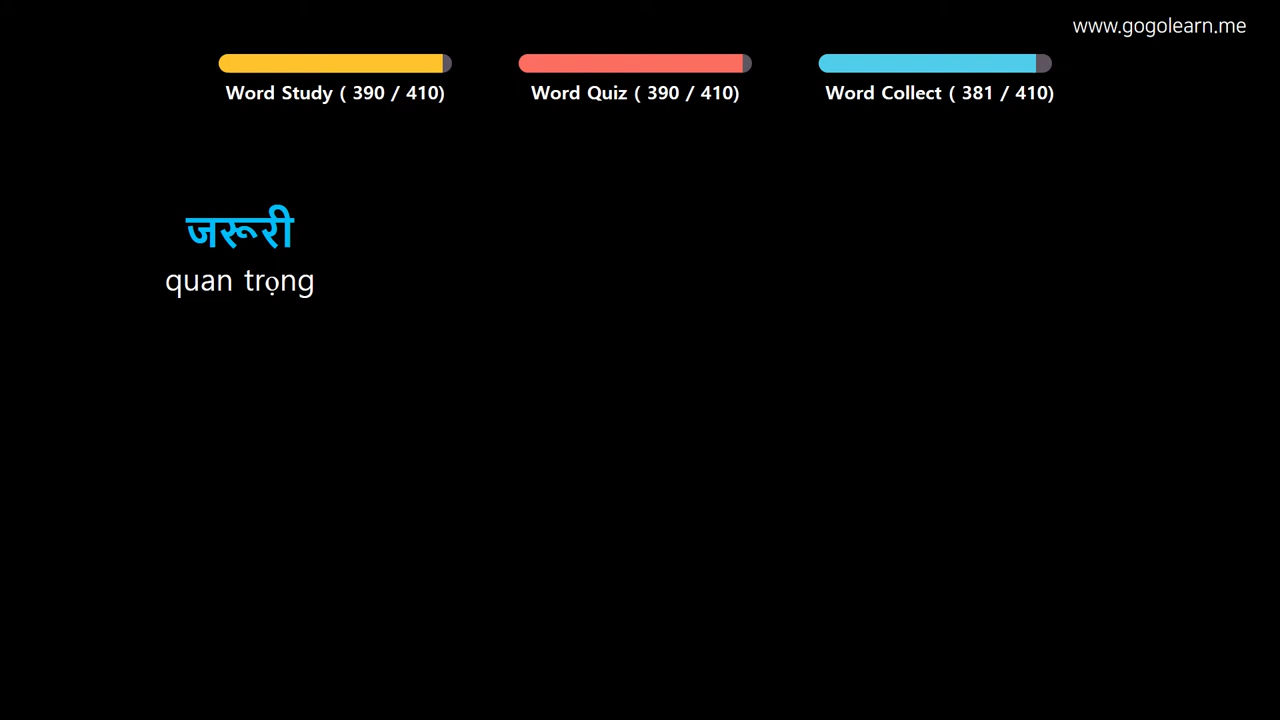 www.gogolearn.me
Word Study ( 390 / 410)
Word Quiz ( 390 / 410)
Word Collect ( 381 / 410)
जरूरी
quan trọng